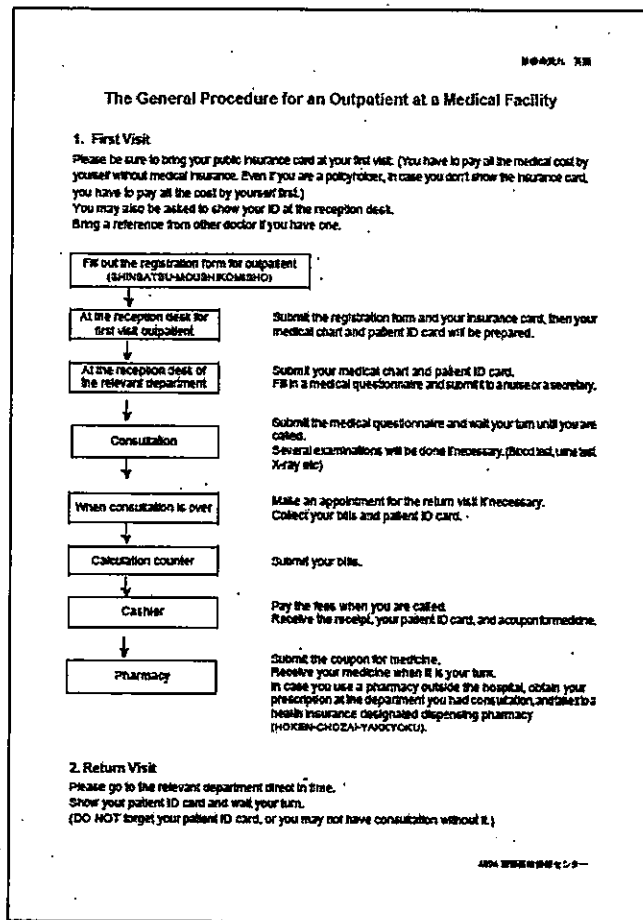 The General Procedure for an Outpatient at a Medical Facility
1. First Visit
Please be sure to bring your public insurance card at your first visit. (You have to pay all the medical cost by
yourself without medical insurance. Even if you are a policyholder, in case you don't show the insurance card,
you have to pay all the cost by yourself first.)
You may also be asked to show your ID at the reception desk.
Bring a reference from other doctor if you have one.
Fill out the registration form for outpatient
(SHINSATSU-MOUSHIKOMISHO)
At the reception desk for
first visit outpatient
Submit the registration form and your insurance card, then your
medical chart and patient ID card will be prepared.
At the reception desk of
the relevant department
Submit your medical chart and patient ID card.
Fill in a medical questionnaire and submit it to a nurse or a secretary.
Consultation
Submit the medical questionnaire and wait your turn until you are
called.
Several examinations will be done if necessary. (Blood test, urine test
X-ray etc)
When consultation is over
Make an appointment for the return visit if necessary.
Collect your bills and patient ID card.
Calculation counter
Submit your bills.
Cashier
Pay the fees when you are called.
Receive the receipt, your patient ID card, and a coupon for medicine.
Pharmacy
Submit the coupon for medicine.
Receive your medicine when it is your turn.
In case you use a pharmacy outside the hospital, obtain your
prescription at the department you had consultation, and take it to a
health insurance designated dispensing pharmacy
(HOKEN-CHOZAI-YAKKYOKU).
2. Return Visit
Please go to the relevant department direct in time.
Show your patient ID card and wait your turn.
(DO NOT forget your patient ID card, or you may not have consultation without it.)
センター